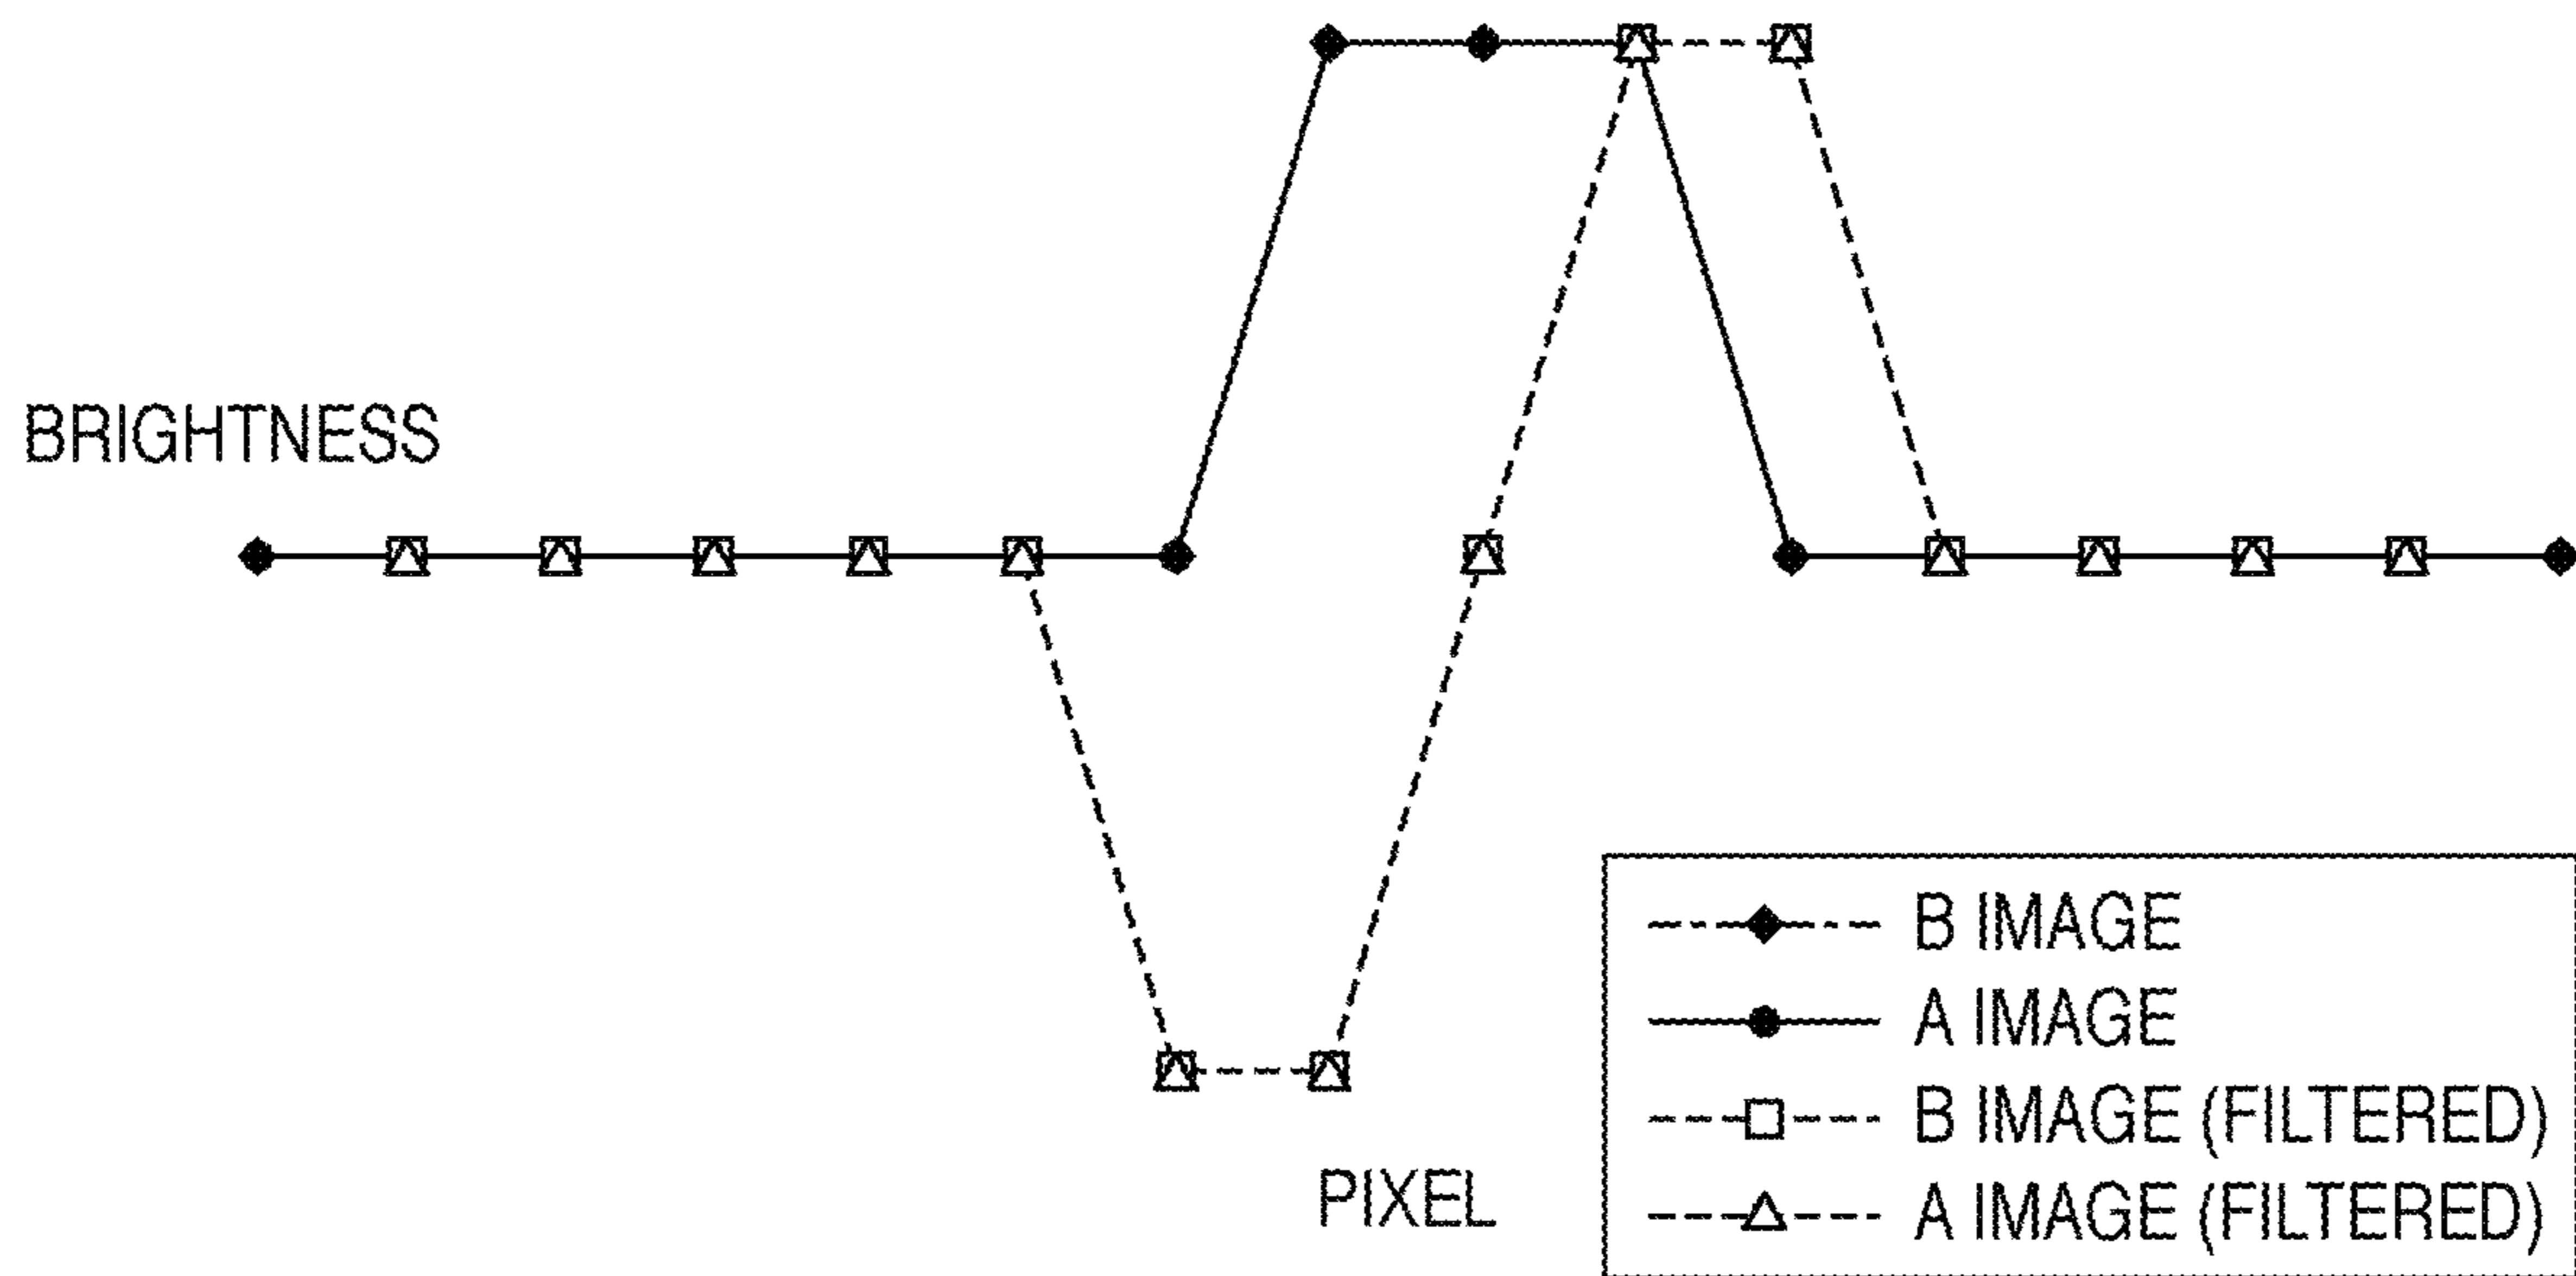 BRIGHTNESS
PIXEL
B IMAGE
A IMAGE
B IMAGE (FILTERED)
A IMAGE (FILTERED)